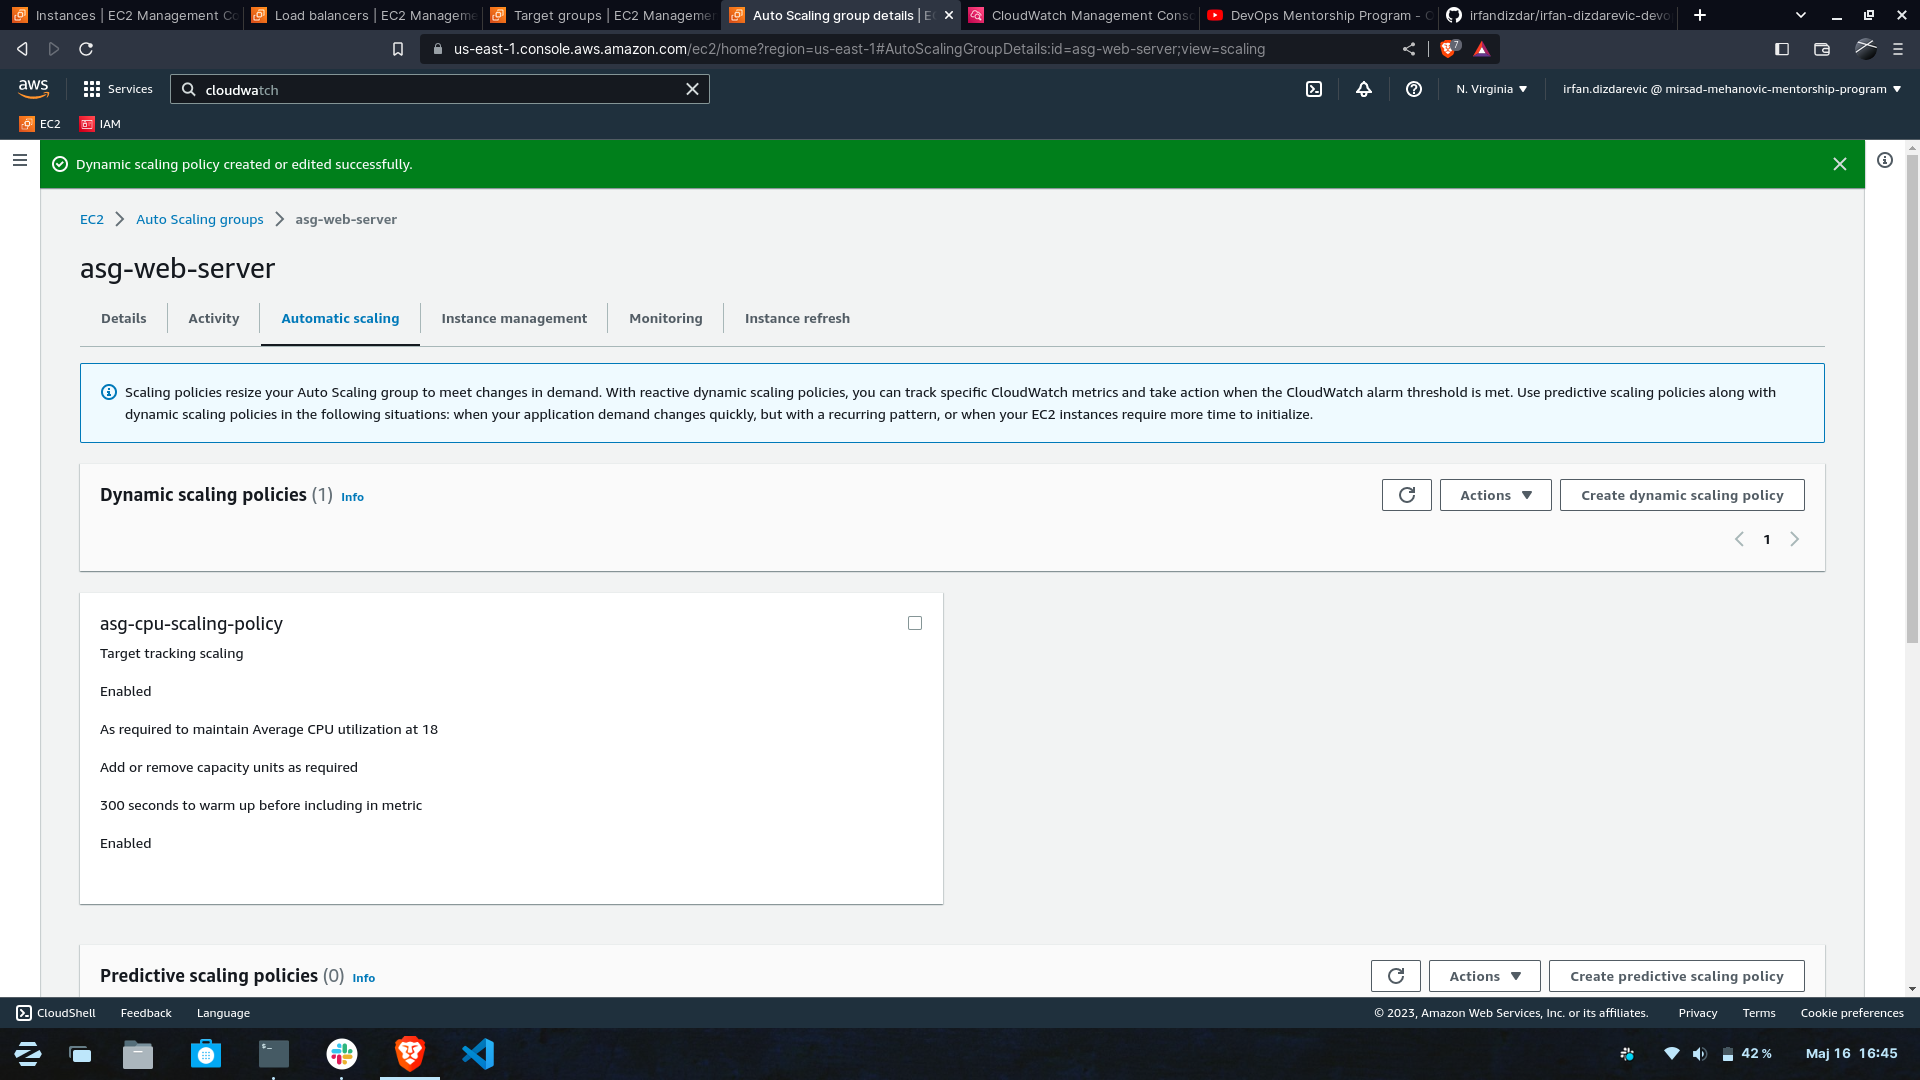 Instances | EC2 Management Co
Load balancers | EC2 Manageme
Target groups | EC2 Managemen
Auto Scaling group details | EC
CloudWatch Management Conso
DevOps Mentorship Program - C
irfandizdar/irfan-dizdarevic-devo
us-east-1.console.aws.amazon.com/ec2/home?region=us-east-1#AutoScalingGroupDetails:id=asg-web-server;view=scaling
7
aws
Services
cloudwatch
N. Virginia
irfan.dizdarevic @ mirsad-mehanovic-mentorship-program
EC2
IAM
Dynamic scaling policy created or edited successfully.
EC2
Auto Scaling groups
asg-web-server
asg-web-server
Details
Activity
Automatic scaling
Instance management
Monitoring
Instance refresh
Scaling policies resize your Auto Scaling group to meet changes in demand. With reactive dynamic scaling policies, you can track specific CloudWatch metrics and take action when the CloudWatch alarm threshold is met. Use predictive scaling policies along with
dynamic scaling policies in the following situations: when your application demand changes quickly, but with a recurring pattern, or when your EC2 instances require more time to initialize.
Dynamic scaling policies (1) Info
Actions
Create dynamic scaling policy
1
asg-cpu-scaling-policy
Target tracking scaling
Enabled
As required to maintain Average CPU utilization at 18
Add or remove capacity units as required
300 seconds to warm up before including in metric
Enabled
Predictive scaling policies (0) Info
Actions
Create predictive scaling policy
CloudShell
Feedback
Language
© 2023, Amazon Web Services, Inc. or its affiliates.
Privacy
Terms
Cookie preferences
42 %
Maj 16 16:45